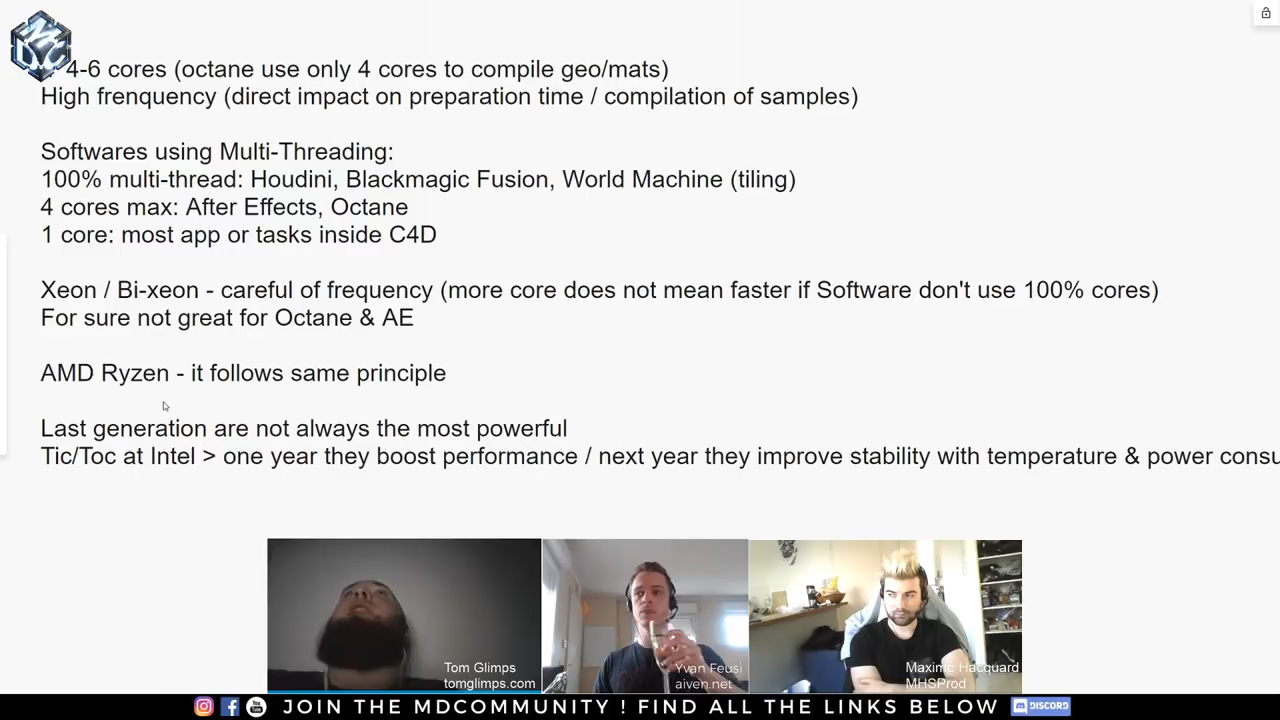 4-6 cores (octane use only 4 cores to compile geo/mats)
High frenquency (direct impact on preparation time / compilation of samples)
Softwares using Multi-Threading:
100% multi-thread: Houdini, Blackmagic Fusion, World Machine (tiling)
4 cores max: After Effects, Octane
1 core: most app or tasks inside C4D
Xeon / Bi-xeon - careful of frequency (more core does not mean faster if Software don't use 100% cores)
For sure not great for Octane & AE
AMD Ryzen - it follows same principle
Last generation are not always the most powerful
Tic/Toc at Intel > one year they boost performance / next year they improve stability with temperature & power consu
Tom Glimps
tomglimps.com
Yvan Feusi
aiven.net
Maxime Hacquard
MHSProd
JOIN THE MDCOMMUNITY ! FIND ALL THE LINKS BELOW
DISCORD